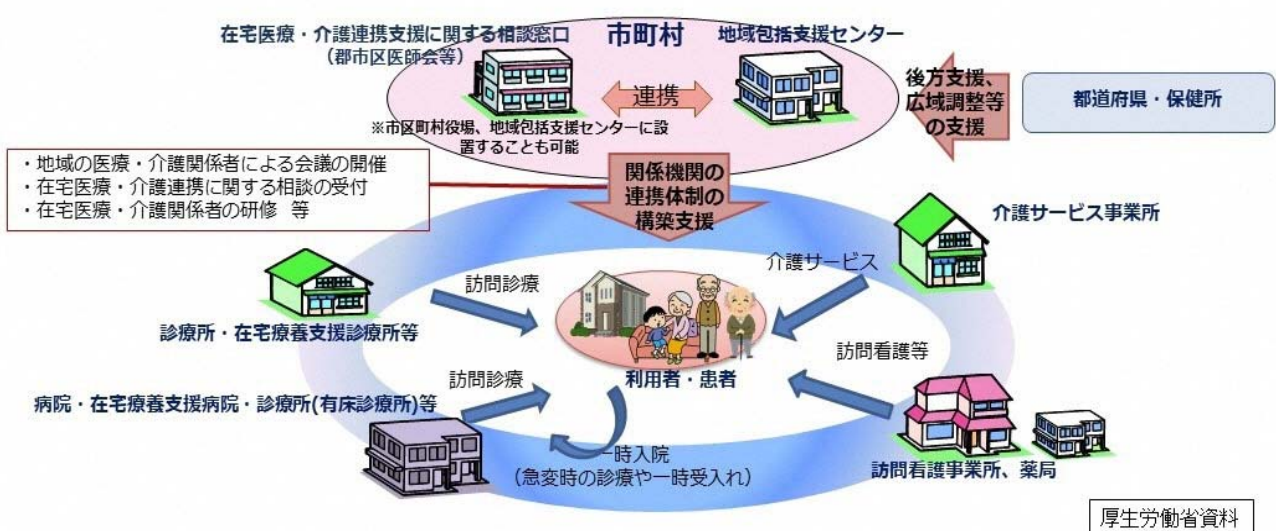 在宅医療・介護連携支援に関する相談窓口
（郡市区医師会等）
市町村
地域包括支援センター
連携
※市区町村役場、地域包括支援センターに設
置することも可能
後方支援、
広域調整等
の支援
都道府県・保健所
・地域の医療・介護関係者による会議の開催
・在宅医療・介護連携に関する相談の受付
・在宅医療・介護関係者の研修　等
関係機関の
連携体制の
構築支援
介護サービス事業所
介護サービス
訪問診療
診療所・在宅療養支援診療所等
利用者・患者
訪問看護等
訪問診療
病院・在宅療養支援病院・診療所(有床診療所)等
一時入院
（急変時の診療や一時受入れ）
訪問看護事業所、薬局
厚生労働省資料